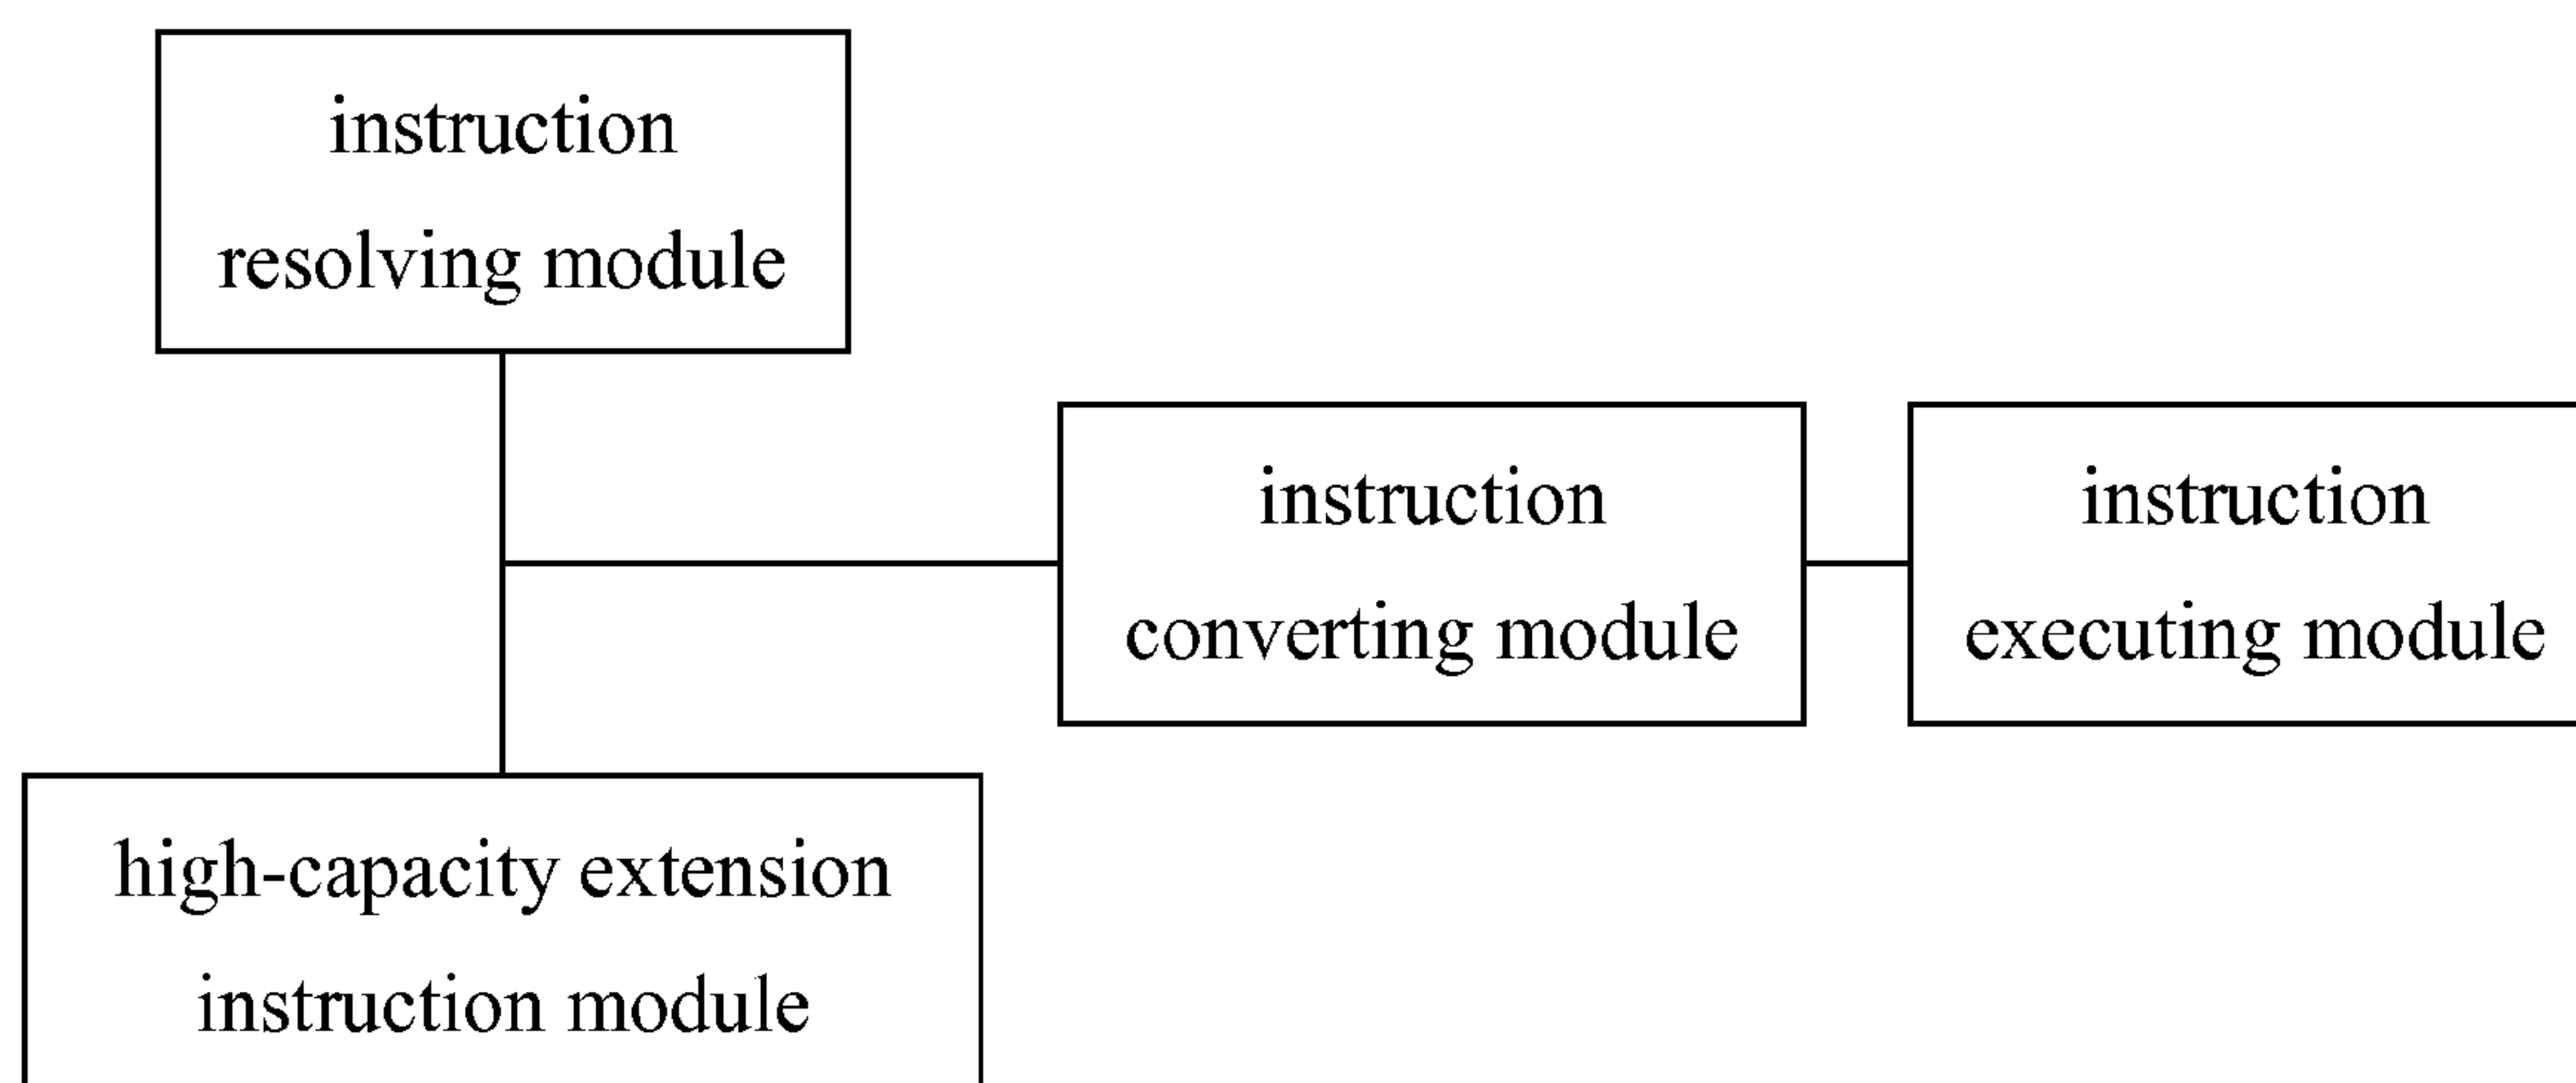 instruction
resolving module
instruction
converting module
instruction
executing module
high-capacity extension
instruction module